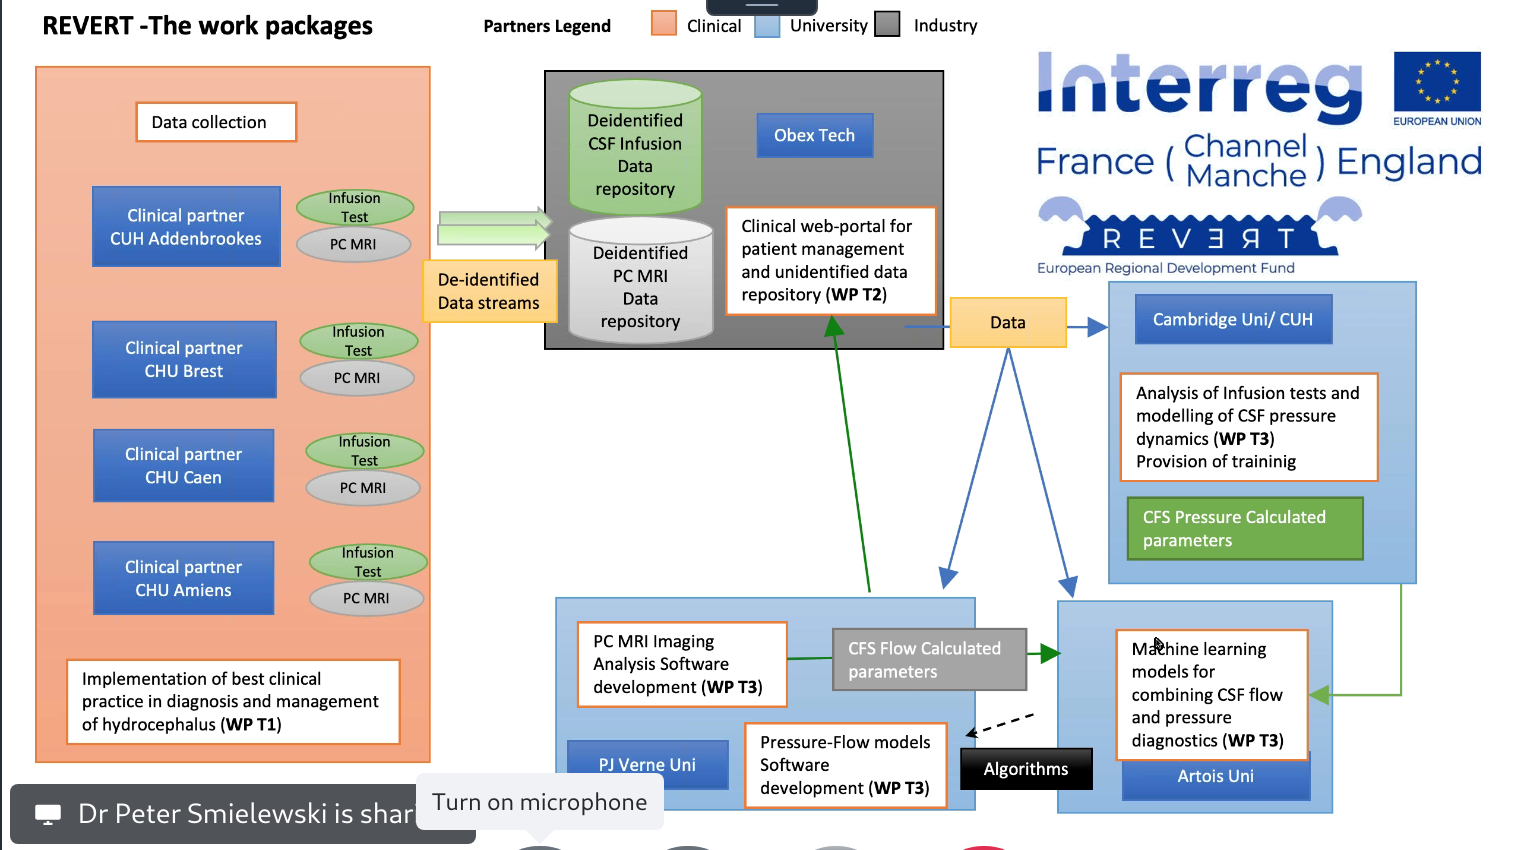 REVERT -The work packages
Partners Legend
Clinical
University
Industry
Data collection
Clinical partner
CUH Addenbrookes
Infusion
Test
PC MRI
Clinical partner
CHU Brest
Infusion
Test
PC MRI
Clinical partner
CHU Caen
Infusion
Test
PC MRI
Clinical partner
CHU Amiens
Infusion
Test
PC MRI
Implementation of best clinical
practice in diagnosis and management
of hydrocephalus (WP T1)
De-identified
Data streams
Deidentified
CSF Infusion
Data
repository
Deidentified
PC MRI
Data
repository
Obex Tech
Clinical web-portal for
patient management
and unidentified data
repository (WP T2)
Data
Interreg
EUROPEAN UNION
France ( Channel
Manche ) England
REVƎЯT
European Regional Development Fund
Cambridge Uni/ CUH
Analysis of Infusion tests and
modelling of CSF pressure
dynamics (WP T3)
Provision of traininig
CFS Pressure Calculated
parameters
PC MRI Imaging
Analysis Software
development (WP T3)
CFS Flow Calculated
parameters
PJ Verne Uni
Pressure-Flow models
Software
development (WP T3)
Algorithms
Machine learning
models for
combining CSF flow
and pressure
diagnostics (WP T3)
Artois Uni
Dr Peter Smielewski is shari
Turn on microphone